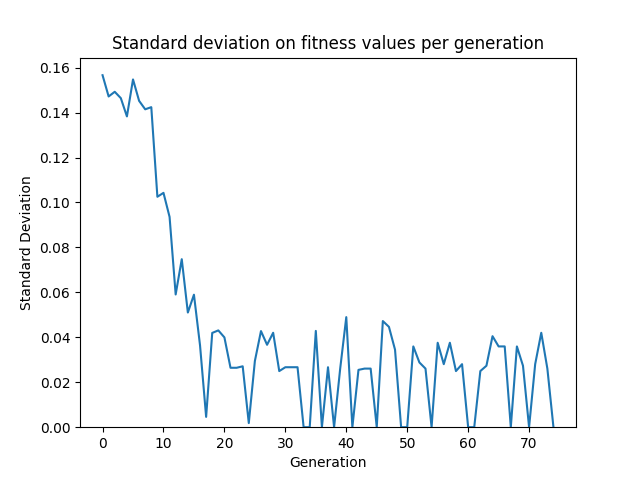 Standard deviation on fitness values per generation
0.16
0.14
0.12
0.10
0.08
0.06
0.04
0.02
0.00
Standard Deviation
0 10 20 30 40 50 60 70
Generation